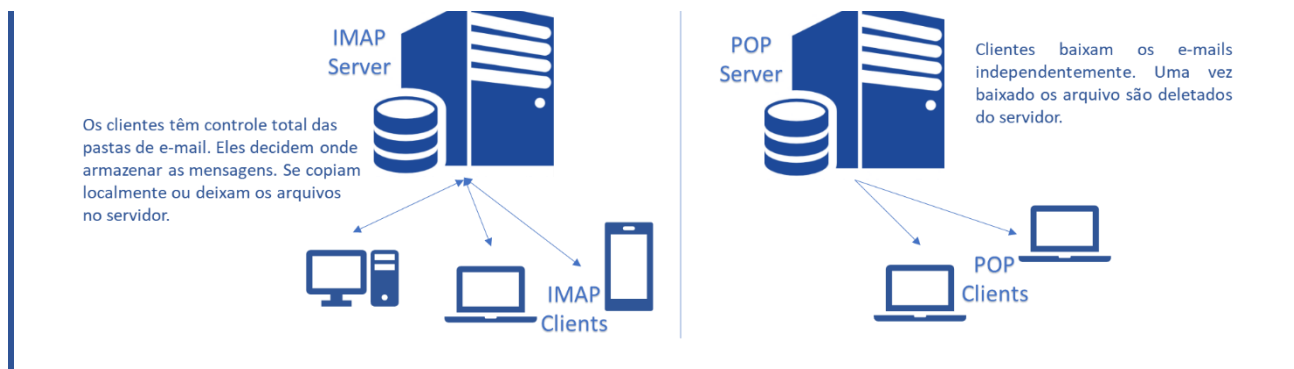 IMAP
Server
Os clientes têm controle total das
pastas de e-mail. Eles decidem onde
armazenar as mensagens. Se copiam
localmente ou deixam os arquivos
no servidor.
IMAP
Clients
POP
Server
Clientes baixam os e-mails
independentemente. Uma vez
baixado os arquivo são deletados
do servidor.
POP
Clients